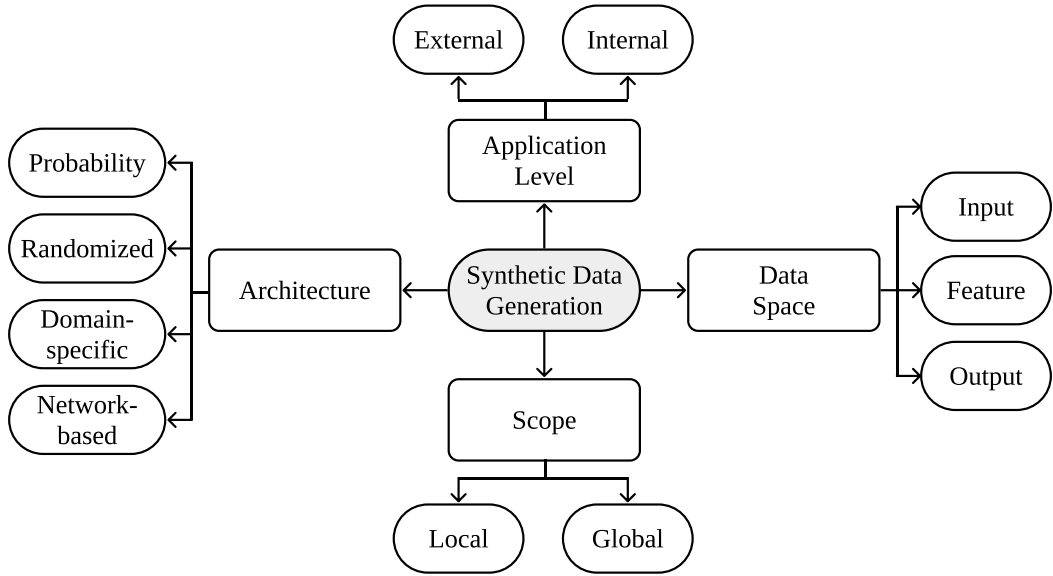 External
Internal
Application
Level
Probability
Randomized
Domain-
specific
Network-
based
Architecture
Synthetic Data
Generation
Data
Space
Input
Feature
Output
Scope
Local
Global